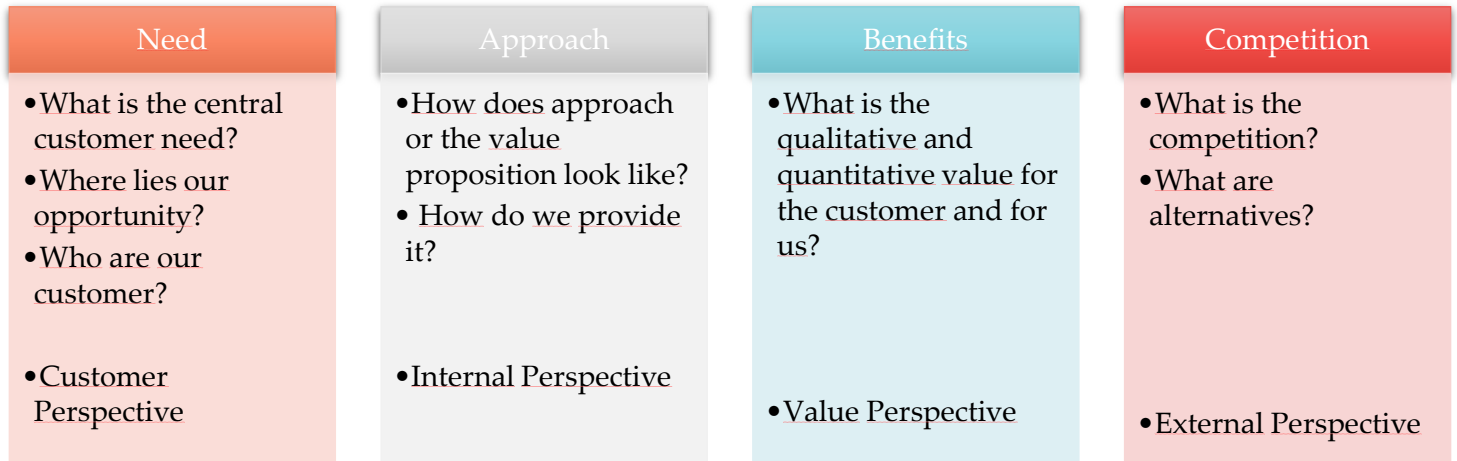 Need
•What is the central
customer need?
•Where lies our
opportunity?
•Who are our
customer?
•Customer
Perspective
Approach
•How does approach
or the value
proposition look like?
• How do we provide
it?
•Internal Perspective
Benefits
•What is the
qualitative and
quantitative value for
the customer and for
us?
•Value Perspective
Competition
•What is the
competition?
•What are
alternatives?
•External Perspective